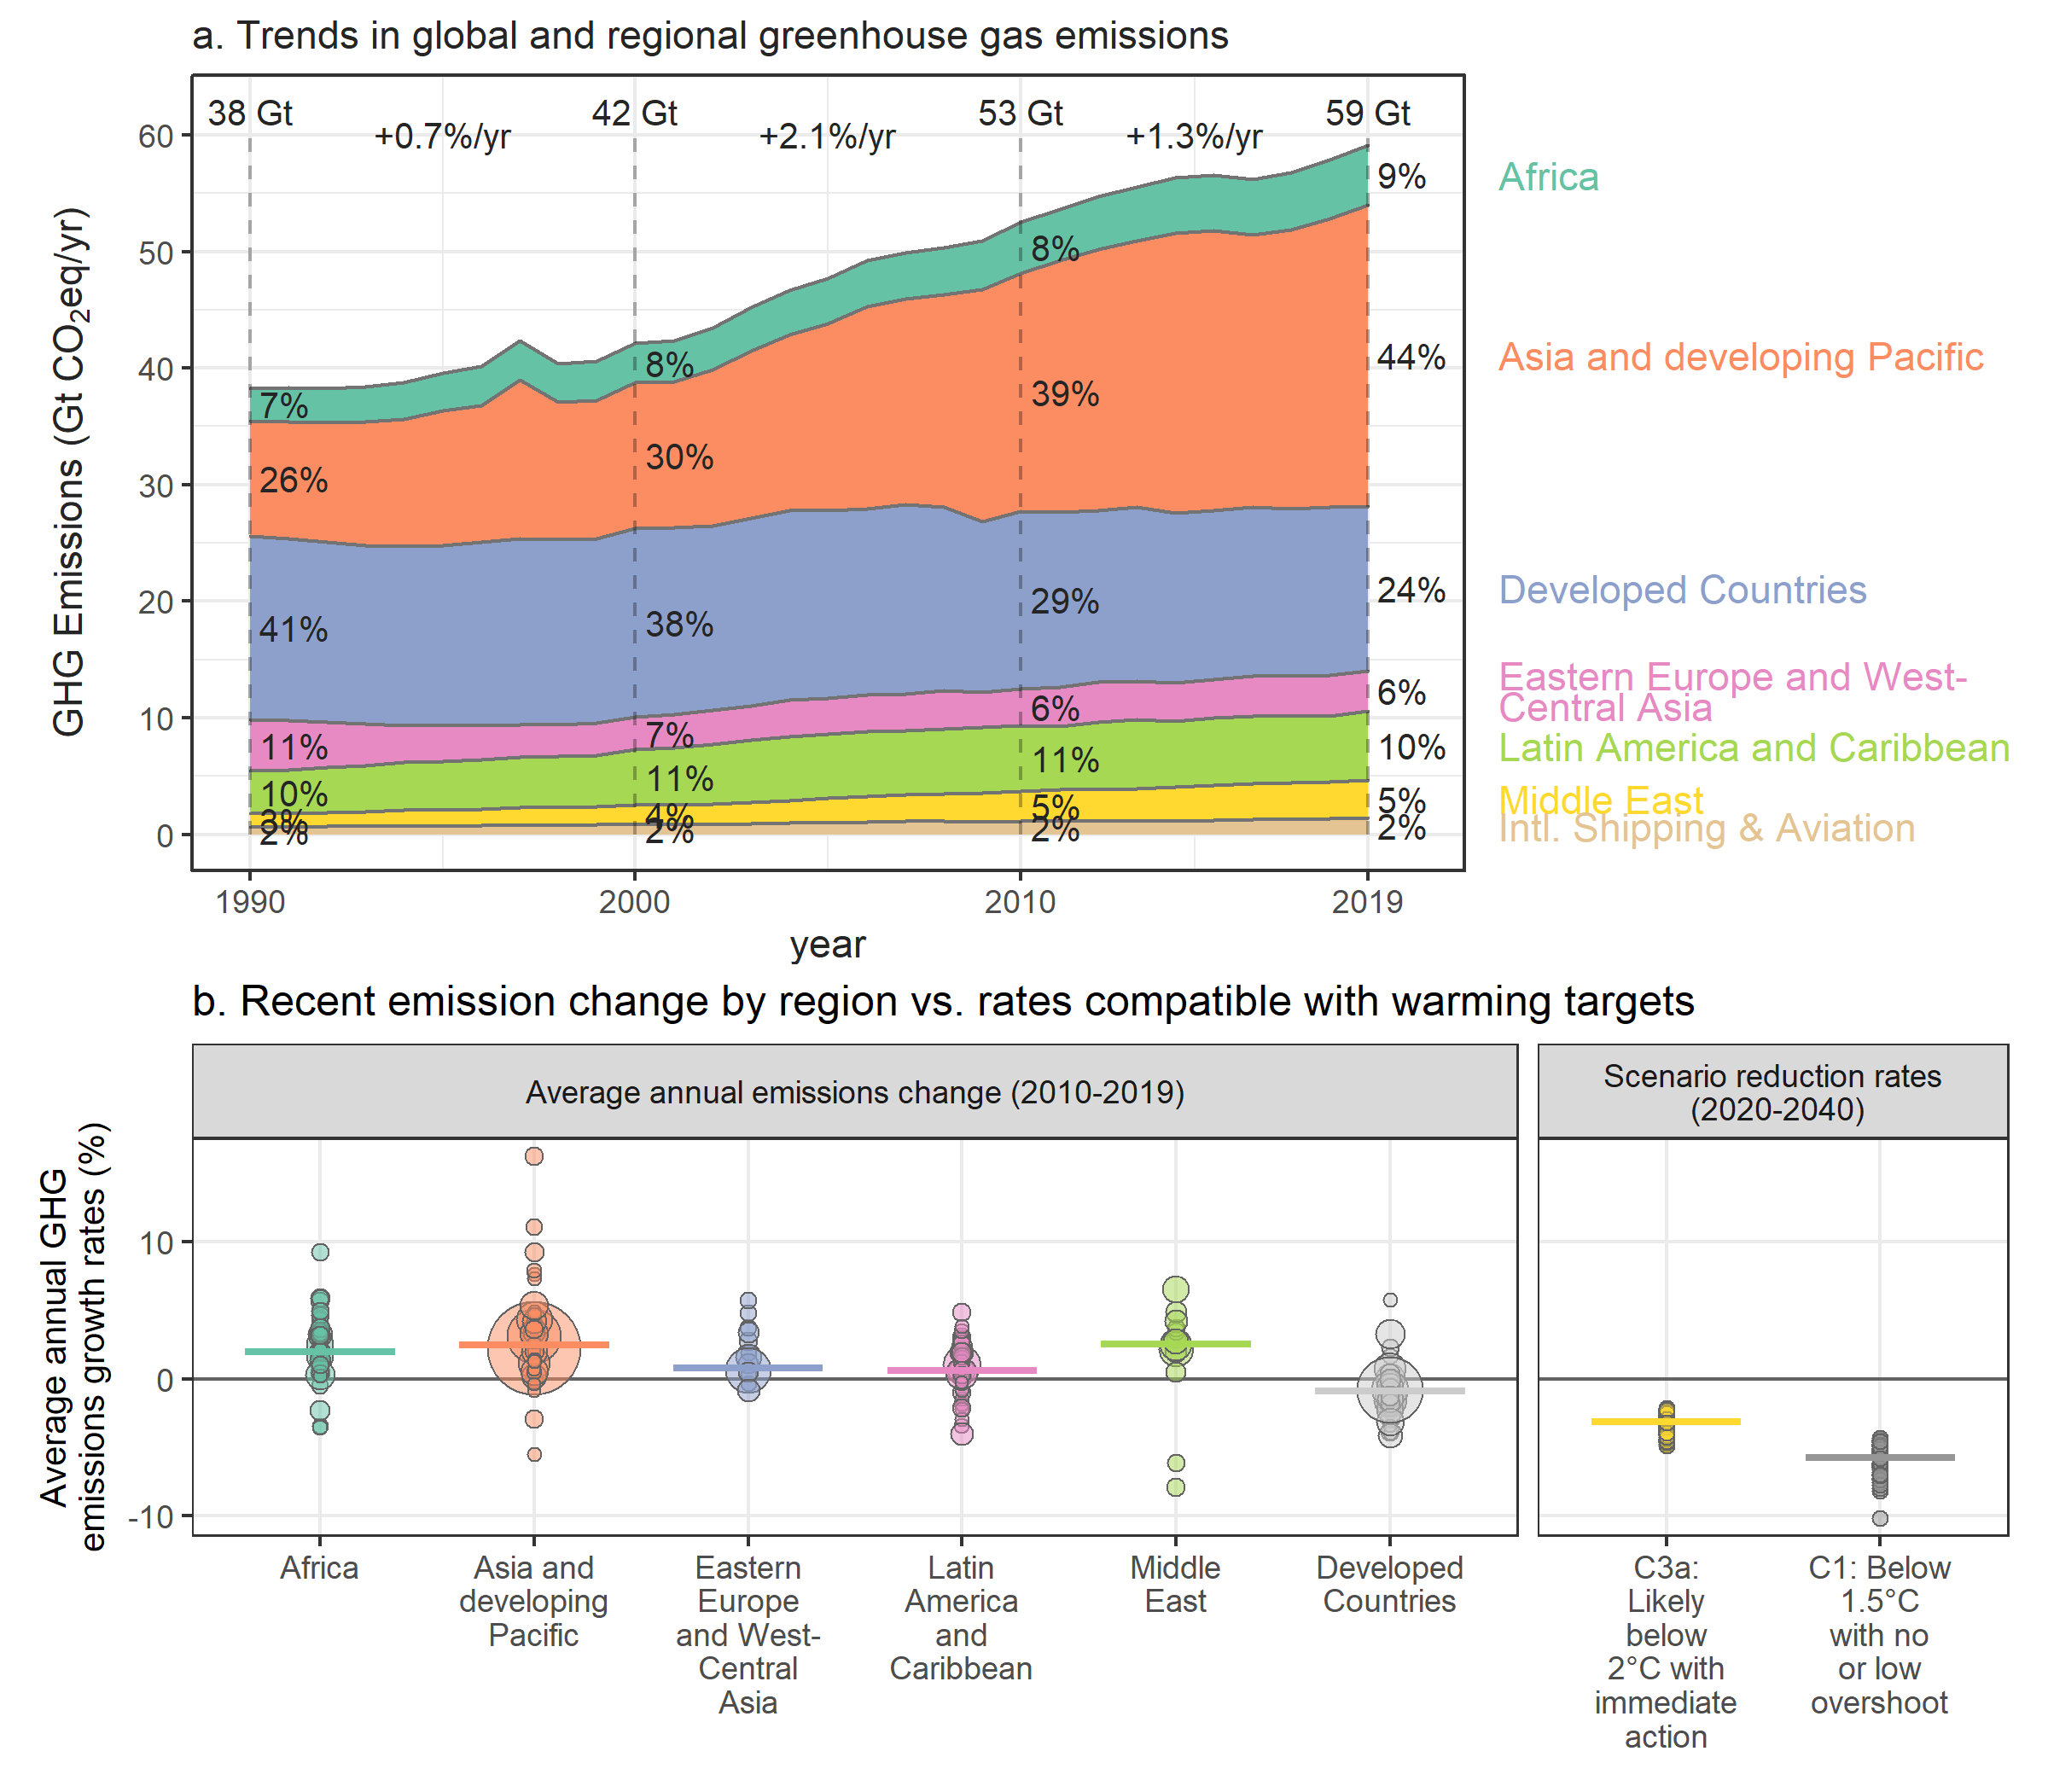 a. Trends in global and regional greenhouse gas emissions
38 Gt
42 Gt
53 Gt
59 Gt
+0.7%/yr
+2.1%/yr
+1.3%/yr
GHG Emissions (Gt CO₂eq/yr)
60
50
40
30
20
10
0
7%
26%
41%
11%
10%
3%
2%
8%
30%
38%
7%
11%
4%
2%
8%
39%
29%
6%
11%
5%
2%
9%
44%
24%
6%
10%
5%
2%
Africa
Asia and developing Pacific
Developed Countries
Eastern Europe and West-
Central Asia
Latin America and Caribbean
Middle East
Intl. Shipping & Aviation
1990
2000
2010
2019
year
b. Recent emission change by region vs. rates compatible with warming targets
Average annual emissions change (2010-2019)
Scenario reduction rates
(2020-2040)
Average annual GHG
emissions growth rates (%)
10
0
-10
Africa
Asia and
developing
Pacific
Eastern
Europe
and West-
Central
Asia
Latin
America
and
Caribbean
Middle
East
Developed
Countries
C3a:
Likely
below
2°C with
immediate
action
C1: Below
1.5°C
with no
or low
overshoot